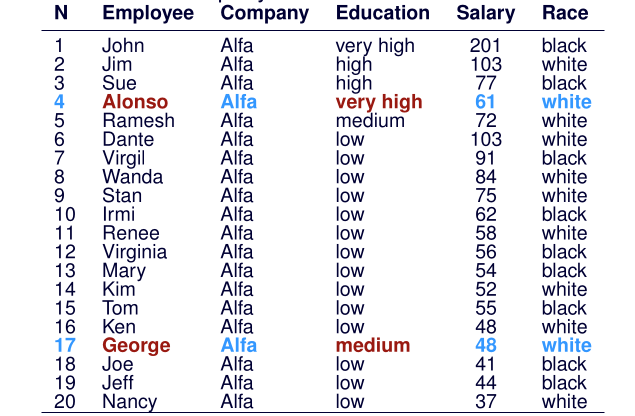 N Employee Company Education Salary Race
1 John Alfa very high 201 black
2 Jim Alfa high 103 white
3 Sue Alfa high 77 black
4 Alonso Alfa very high 61 white
5 Ramesh Alfa medium 72 white
6 Dante Alfa low 103 white
7 Virgil Alfa low 91 black
8 Wanda Alfa low 84 white
9 Stan Alfa low 75 white
10 Irmi Alfa low 62 black
11 Renee Alfa low 58 white
12 Virginia Alfa low 56 black
13 Mary Alfa low 54 black
14 Kim Alfa low 52 white
15 Tom Alfa low 55 black
16 Ken Alfa low 48 white
17 George Alfa medium 48 white
18 Joe Alfa low 41 black
19 Jeff Alfa low 44 black
20 Nancy Alfa low 37 white